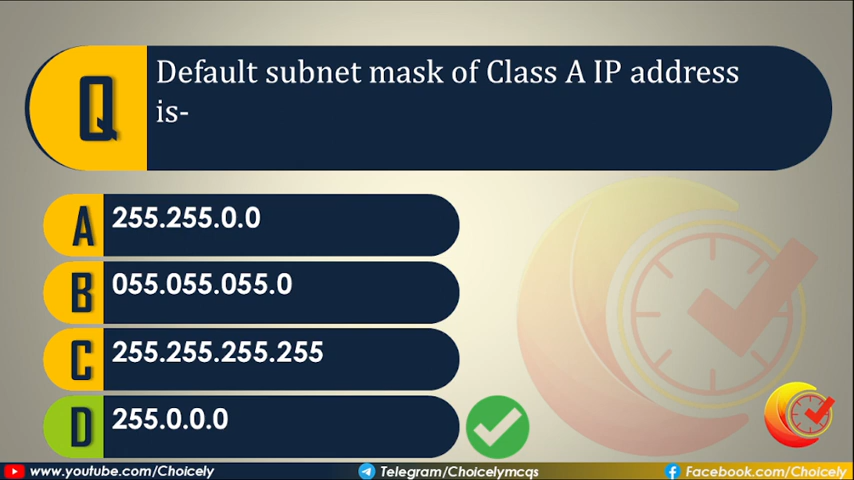 Q
Default subnet mask of Class A IP address
is-
A
255.255.0.0
B
055.055.055.0
C
255.255.255.255
D
255.0.0.0
www.youtube.com/Choicely
Telegram/Choicelymcqs
Facebook.com/Choicely